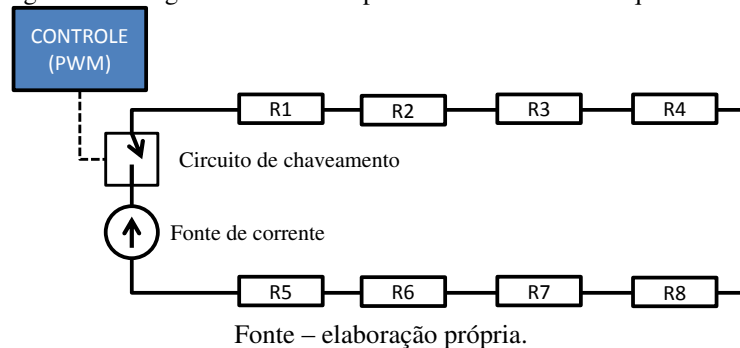 CONTROLE
(PWM)
R1 R2 R3 R4
Circuito de chaveamento
Fonte de corrente
R5 R6 R7 R8
Fonte – elaboração própria.